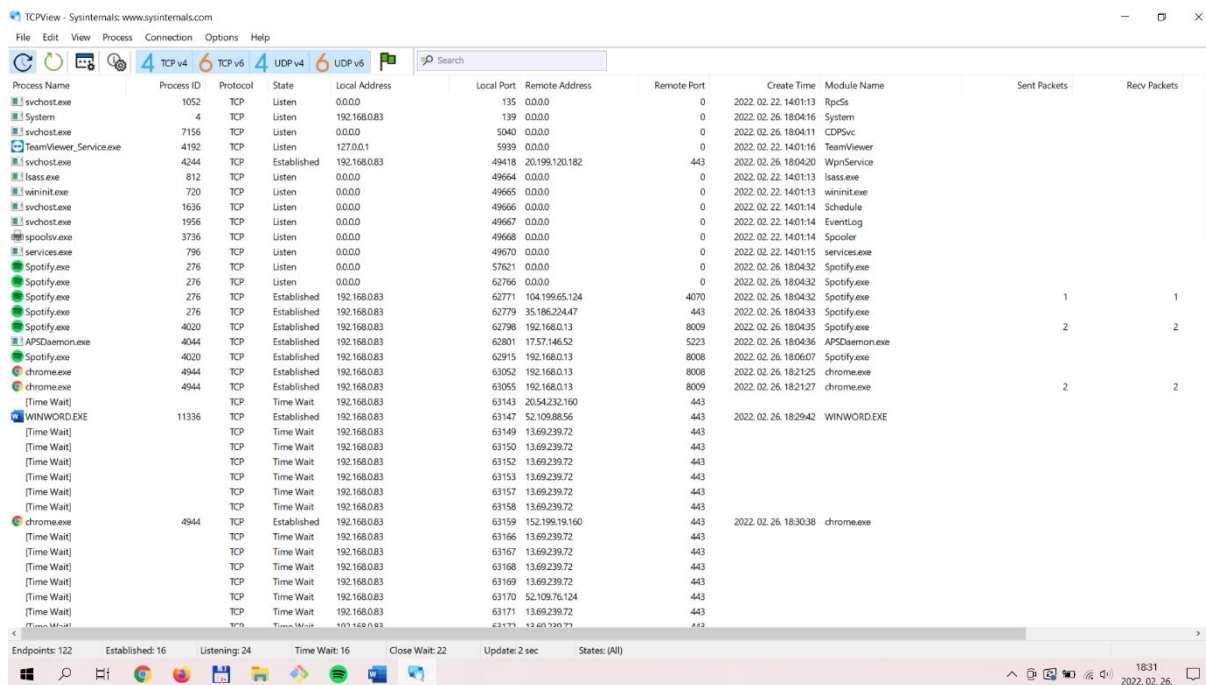 TCPView - Sysinternals: www.sysinternals.com
File Edit View Process Connection Options Help
4 TCP v4 6 TCP v6 4 UDP v4 6 UDP v6 Search
Process Name Process ID Protocol State Local Address Local Port Remote Address Remote Port Create Time Module Name Sent Packets Recv Packets
svchost.exe 1052 TCP Listen 0.0.0.0 135 0.0.0.0 0 2022. 02. 22. 14:01:13 RpcSs
System 4 TCP Listen 192.168.0.83 139 0.0.0.0 0 2022. 02. 26. 18:04:16 System
svchost.exe 7156 TCP Listen 0.0.0.0 5040 0.0.0.0 0 2022. 02. 26. 18:04:11 CDPSvc
TeamViewer_Service.exe 4192 TCP Listen 127.0.0.1 5939 0.0.0.0 0 2022. 02. 22. 14:01:16 TeamViewer
svchost.exe 4244 TCP Established 192.168.0.83 49418 20.199.120.182 443 2022. 02. 26. 18:04:20 WpnService
lsass.exe 812 TCP Listen 0.0.0.0 49664 0.0.0.0 0 2022. 02. 22. 14:01:13 lsass.exe
wininit.exe 720 TCP Listen 0.0.0.0 49665 0.0.0.0 0 2022. 02. 22. 14:01:13 wininit.exe
svchost.exe 1636 TCP Listen 0.0.0.0 49666 0.0.0.0 0 2022. 02. 22. 14:01:14 Schedule
svchost.exe 1956 TCP Listen 0.0.0.0 49667 0.0.0.0 0 2022. 02. 22. 14:01:14 EventLog
spoolsv.exe 3736 TCP Listen 0.0.0.0 49668 0.0.0.0 0 2022. 02. 22. 14:01:14 Spooler
services.exe 796 TCP Listen 0.0.0.0 49670 0.0.0.0 0 2022. 02. 22. 14:01:15 services.exe
Spotify.exe 276 TCP Listen 0.0.0.0 57621 0.0.0.0 0 2022. 02. 26. 18:04:32 Spotify.exe
Spotify.exe 276 TCP Listen 0.0.0.0 62766 0.0.0.0 0 2022. 02. 26. 18:04:32 Spotify.exe
Spotify.exe 276 TCP Established 192.168.0.83 62771 104.199.65.124 4070 2022. 02. 26. 18:04:32 Spotify.exe 1 1
Spotify.exe 276 TCP Established 192.168.0.83 62779 35.186.224.47 443 2022. 02. 26. 18:04:33 Spotify.exe
Spotify.exe 4020 TCP Established 192.168.0.83 62798 192.168.0.13 8009 2022. 02. 26. 18:04:35 Spotify.exe 2 2
APSDaemon.exe 4044 TCP Established 192.168.0.83 62801 17.57.146.52 5223 2022. 02. 26. 18:04:36 APSDaemon.exe
Spotify.exe 4020 TCP Established 192.168.0.83 62915 192.168.0.13 8008 2022. 02. 26. 18:06:07 Spotify.exe
chrome.exe 4944 TCP Established 192.168.0.83 63052 192.168.0.13 8008 2022. 02. 26. 18:21:25 chrome.exe
chrome.exe 4944 TCP Established 192.168.0.83 63055 192.168.0.13 8009 2022. 02. 26. 18:21:27 chrome.exe 2 2
[Time Wait] TCP Time Wait 192.168.0.83 63143 20.54.232.160 443
WINWORD.EXE 11336 TCP Established 192.168.0.83 63147 52.109.88.56 443 2022. 02. 26. 18:29:42 WINWORD.EXE
[Time Wait] TCP Time Wait 192.168.0.83 63149 13.69.239.72 443
[Time Wait] TCP Time Wait 192.168.0.83 63150 13.69.239.72 443
[Time Wait] TCP Time Wait 192.168.0.83 63152 13.69.239.72 443
[Time Wait] TCP Time Wait 192.168.0.83 63153 13.69.239.72 443
[Time Wait] TCP Time Wait 192.168.0.83 63157 13.69.239.72 443
[Time Wait] TCP Time Wait 192.168.0.83 63158 13.69.239.72 443
chrome.exe 4944 TCP Established 192.168.0.83 63159 152.199.19.160 443 2022. 02. 26. 18:30:38 chrome.exe
[Time Wait] TCP Time Wait 192.168.0.83 63166 13.69.239.72 443
[Time Wait] TCP Time Wait 192.168.0.83 63167 13.69.239.72 443
[Time Wait] TCP Time Wait 192.168.0.83 63168 13.69.239.72 443
[Time Wait] TCP Time Wait 192.168.0.83 63169 13.69.239.72 443
[Time Wait] TCP Time Wait 192.168.0.83 63170 52.109.76.124 443
[Time Wait] TCP Time Wait 192.168.0.83 63171 13.69.239.72 443
[Time Wait] TCP Time Wait 192.168.0.83 63172 13.69.239.72 443
Endpoints: 122 Established: 16 Listening: 24 Time Wait: 16 Close Wait: 22 Update: 2 sec States: (All)
18:31
2022. 02. 26.